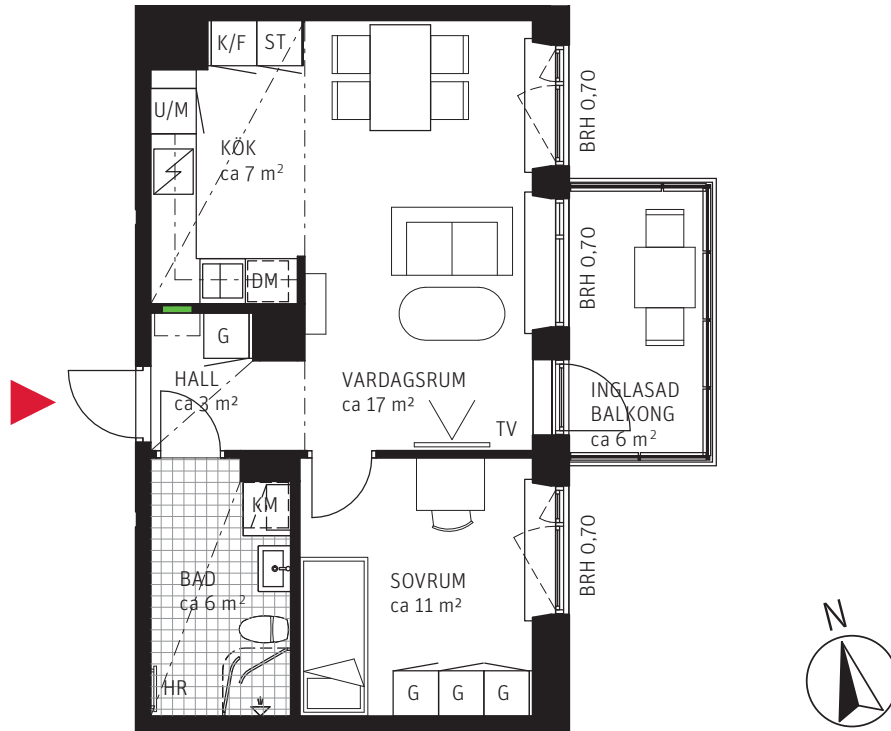 K/F
ST
U/M
KÖK
ca 7 m²
DM
G
HALL
ca 3 m²
VARDAGSRUM
ca 17 m²
TV
BRH 0,70
BRH 0,70
INGLASAD
BALKONG
ca 6 m²
KM
BAD
ca 6 m²
HR
SOVRUM
ca 11 m²
G
G
G
BRH 0,70
N